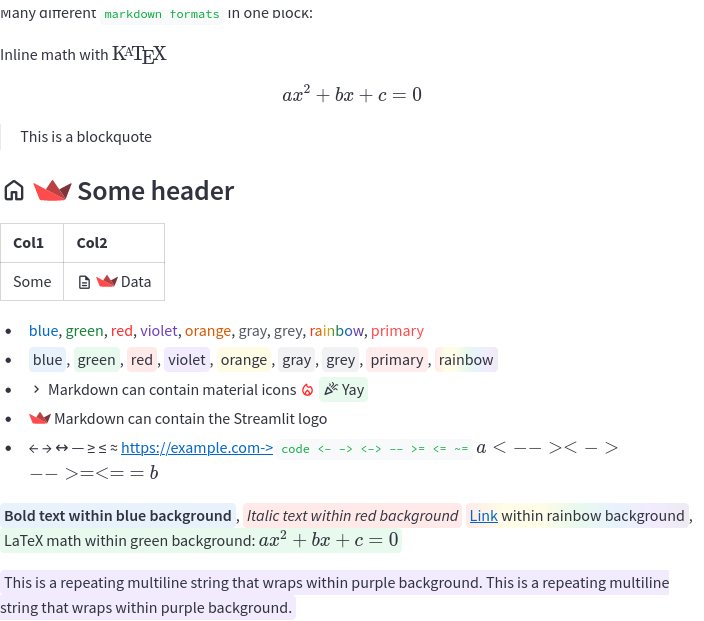 Many different markdown formats in one block:
Inline math with KATEX
ax² + bx + c = 0
This is a blockquote
Some header
Col1 Col2
Some Data
blue, green, red, violet, orange, gray, grey, rainbow, primary
blue , green , red , violet , orange , gray , grey , primary , rainbow
Markdown can contain material icons Yay
Markdown can contain the Streamlit logo
← → ↔ — ≥ ≤ ≈ https://example.com-> code <- -> <-> -- >= <= ~= a < −− >< − >
−− >=<= = b
Bold text within blue background , Italic text within red background Link within rainbow background ,
LaTeX math within green background: ax² + bx + c = 0
This is a repeating multiline string that wraps within purple background. This is a repeating multiline
string that wraps within purple background.